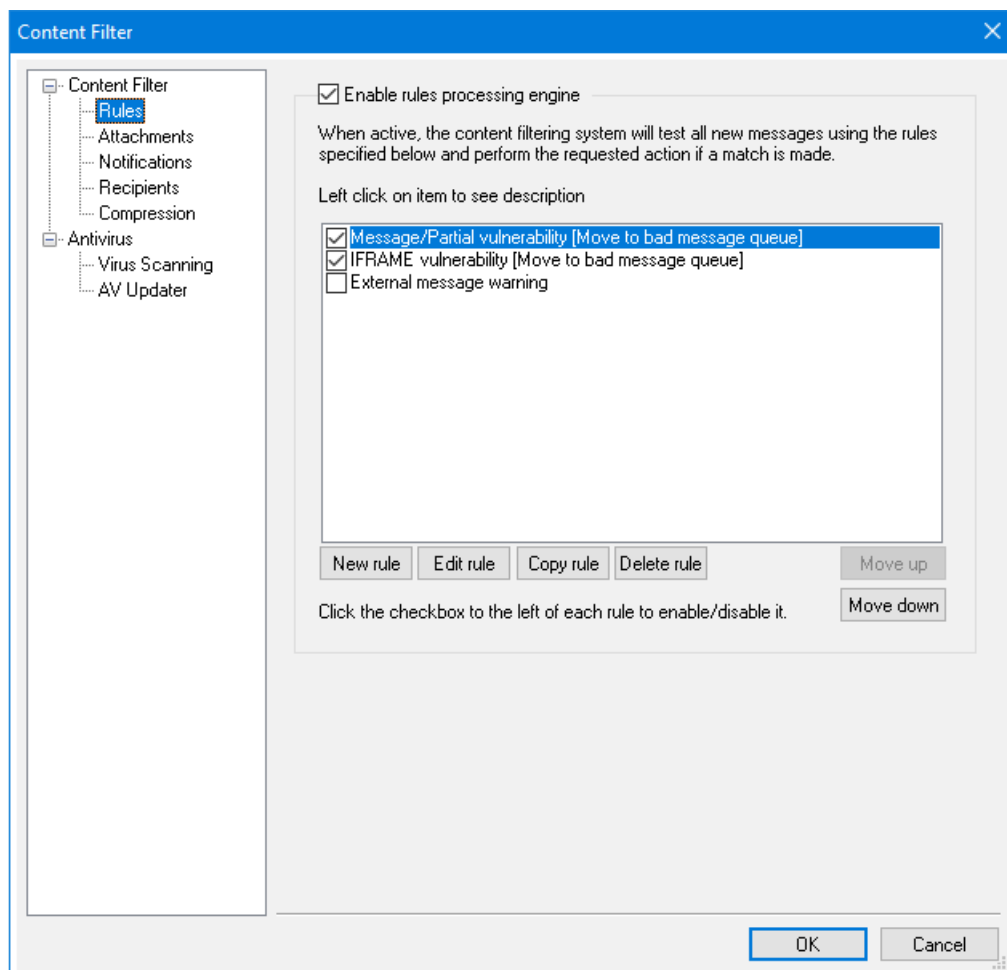 Content Filter
Content Filter
Rules
Attachments
Notifications
Recipients
Compression
Antivirus
Virus Scanning
AV Updater
Enable rules processing engine
When active, the content filtering system will test all new messages using the rules
specified below and perform the requested action if a match is made.
Left click on item to see description
Message/Partial vulnerability [Move to bad message queue]
IFRAME vulnerability [Move to bad message queue]
External message warning
New rule Edit rule Copy rule Delete rule Move up
Click the checkbox to the left of each rule to enable/disable it. Move down
OK Cancel